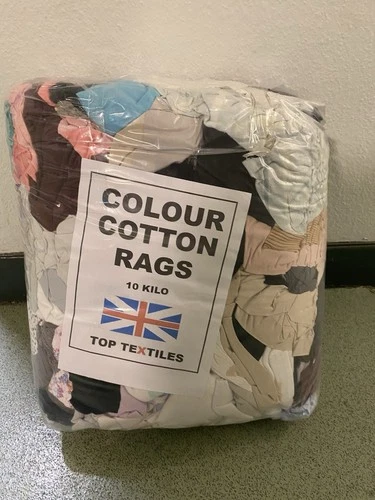 COLOUR
COTTON
RAGS
10 KILO
TOP TEXTILES